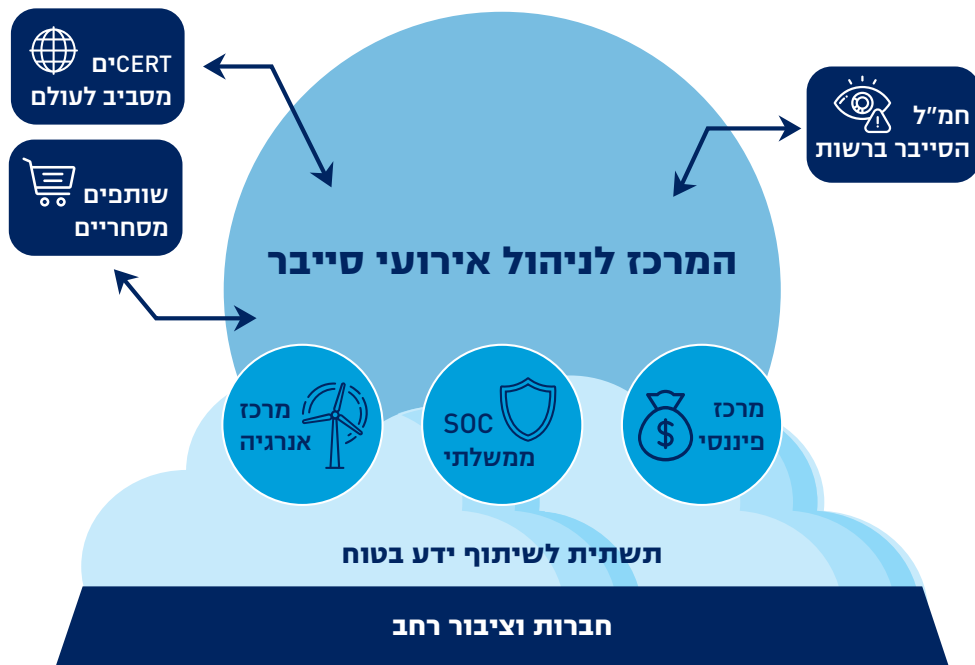 חמ״ל
הסייבר ברשות
CERTים
מסביב לעולם
שותפים
מסחריים
המרכז לניהול אירועי סייבר
מרכז
פיננסי
SOC
ממשלתי
מרכז
אנרגיה
תשתית לשיתוף ידע בטוח
חברות וציבור רחב